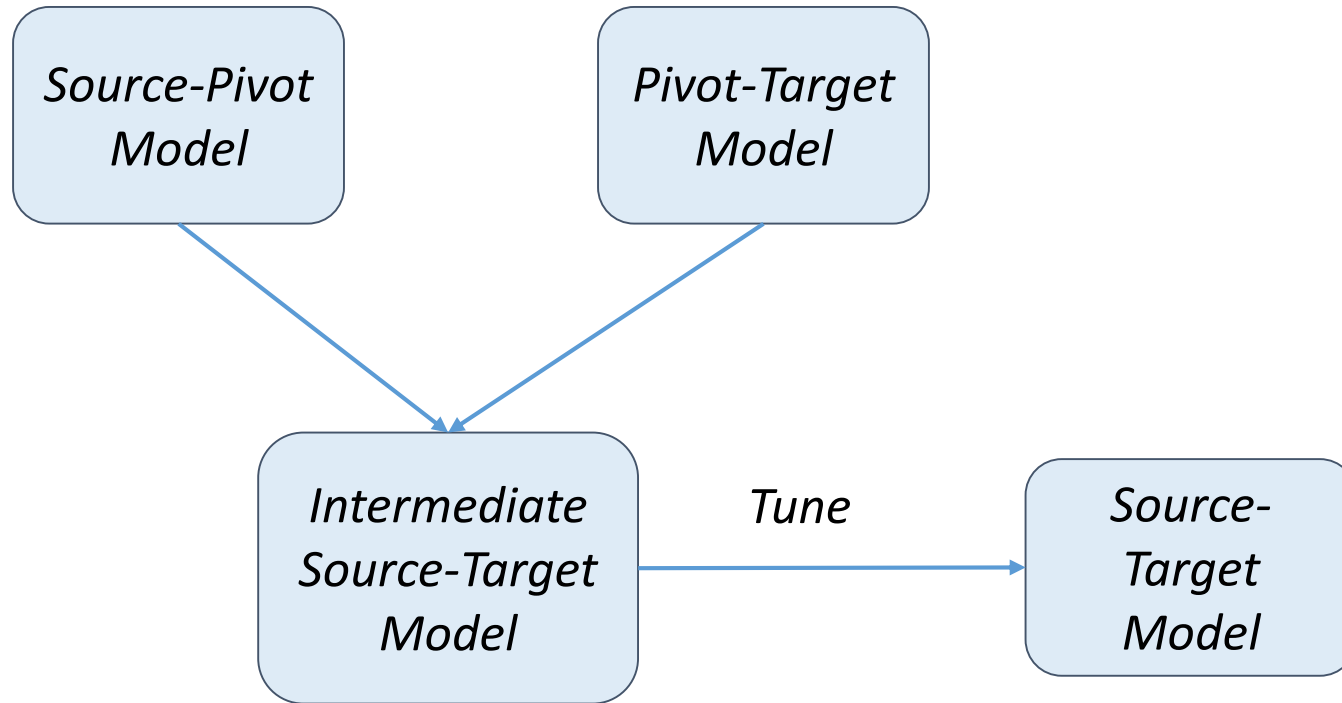 Source-Pivot
Model
Pivot-Target
Model
Intermediate
Source-Target
Model
Tune
Source-
Target
Model